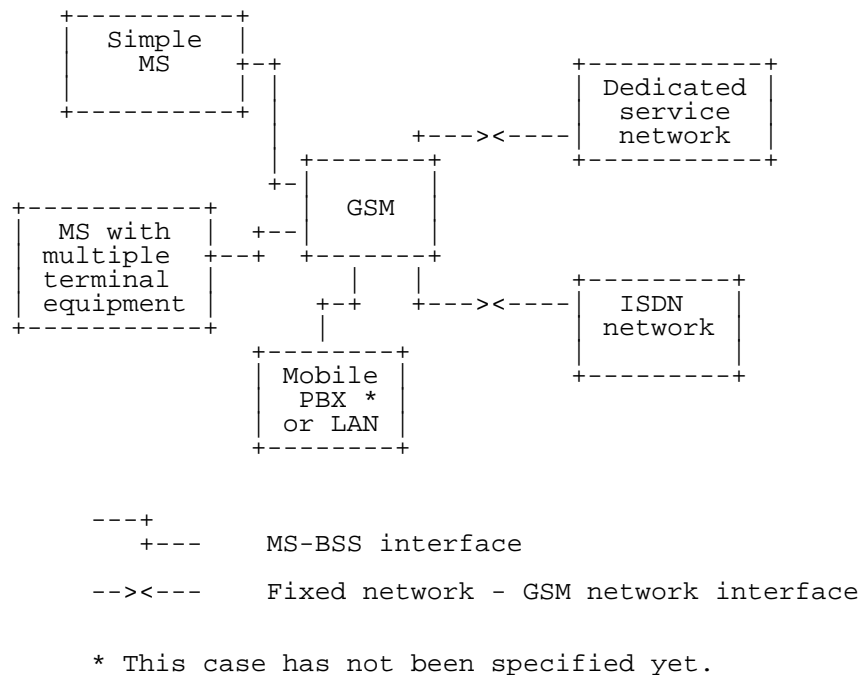 Simple
MS
Dedicated
service
network
GSM
MS with
multiple
terminal
equipment
ISDN
network
Mobile
PBX *
or LAN
MS-BSS interface
Fixed network - GSM network interface
* This case has not been specified yet.